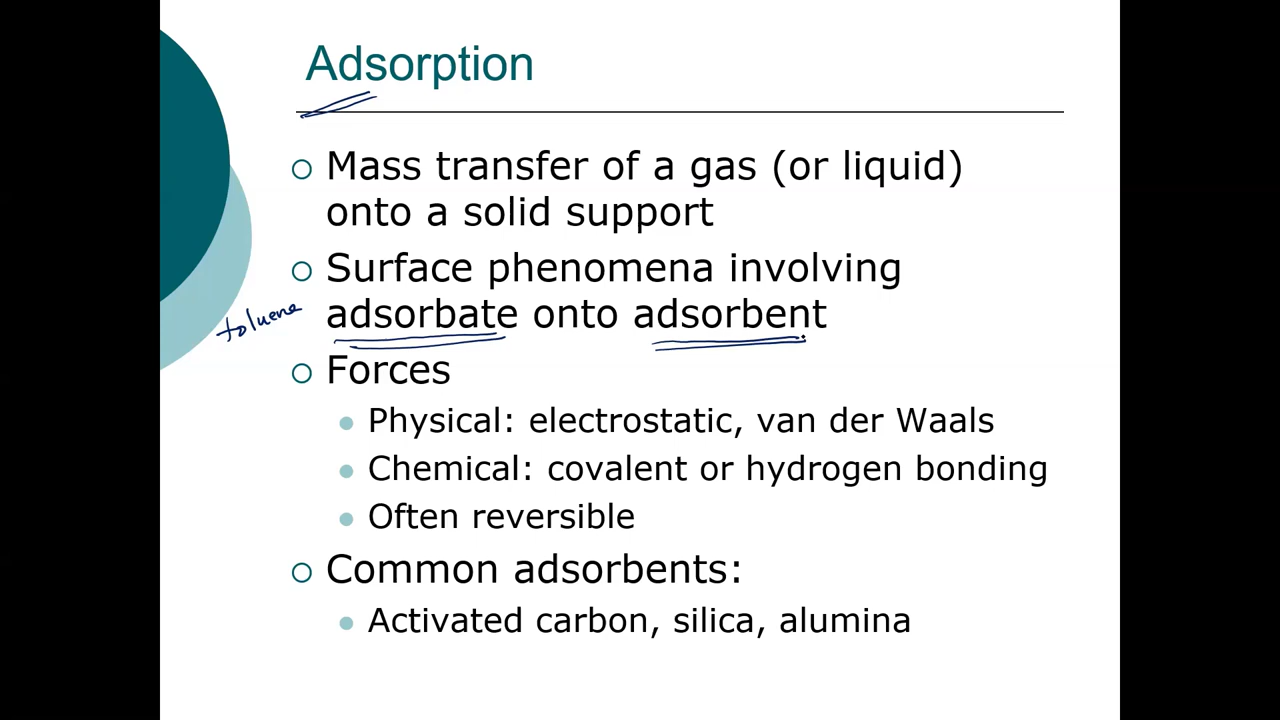 Adsorption
Mass transfer of a gas (or liquid)
onto a solid support
Surface phenomena involving
toluene adsorbate onto adsorbent
Forces
Physical: electrostatic, van der Waals
Chemical: covalent or hydrogen bonding
Often reversible
Common adsorbents:
Activated carbon, silica, alumina